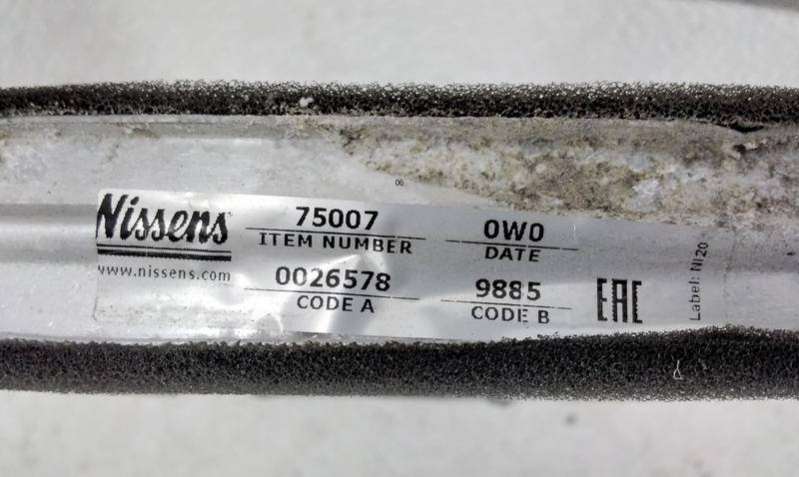 Nissens
www.nissens.com
75007
ITEM NUMBER
0W0
DATE
0026578
CODE A
9885
CODE B
EAC
Label: NI20